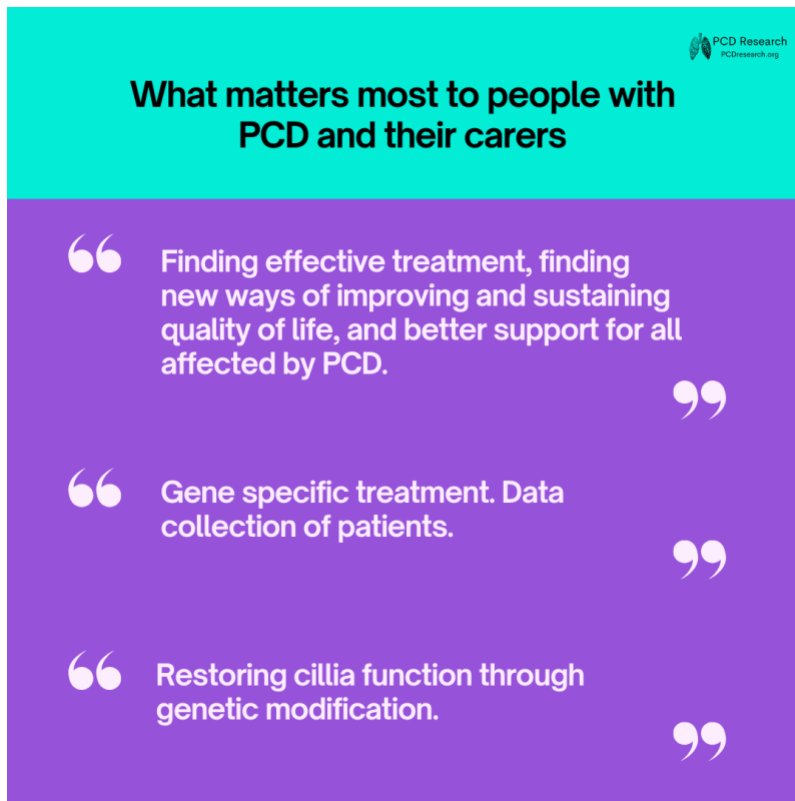 PCD Research
PCDresearch.org
What matters most to people with
PCD and their carers
“
Finding effective treatment, finding
new ways of improving and sustaining
quality of life, and better support for all
affected by PCD.
”
“
Gene specific treatment. Data
collection of patients.
”
“
Restoring cillia function through
genetic modification.
”